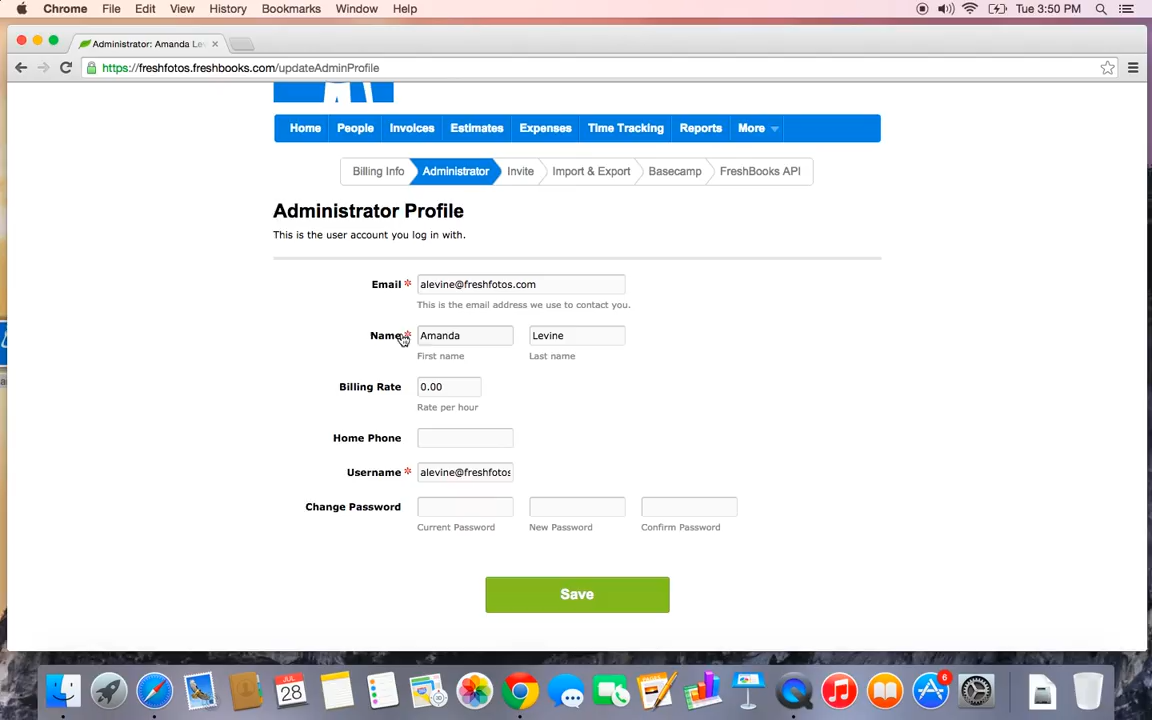 Chrome File Edit View History Bookmarks Window Help Tue 3:50 PM
Administrator: Amanda Le
https://freshfotos.freshbooks.com/updateAdminProfile
Home People Invoices Estimates Expenses Time Tracking Reports More
Billing Info Administrator Invite Import & Export Basecamp FreshBooks API
Administrator Profile
This is the user account you log in with.
Email * alevine@freshfotos.com
This is the email address we use to contact you.
Name * Amanda Levine
First name Last name
Billing Rate 0.00
Rate per hour
Home Phone
Username * alevine@freshfotos
Change Password
Current Password New Password Confirm Password
Save
JUL
28
6